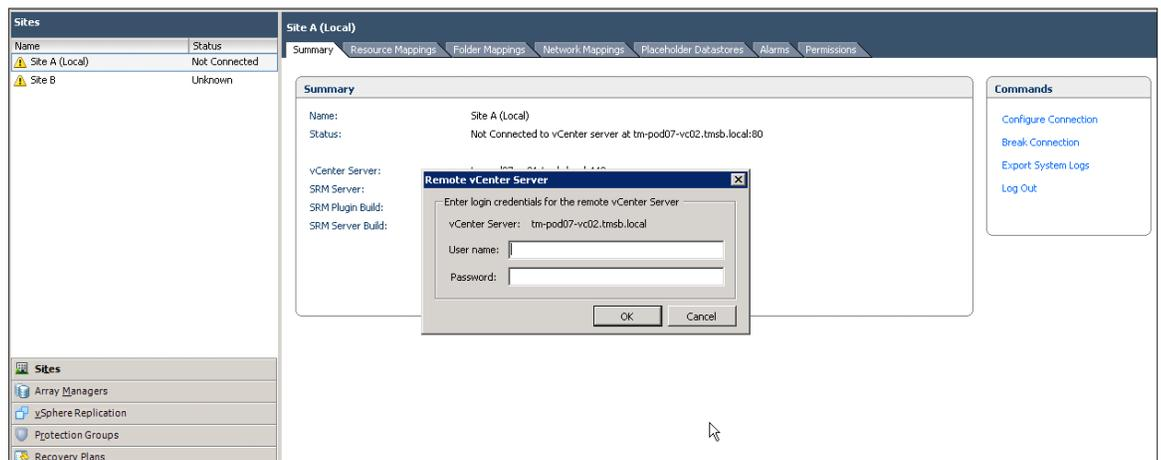 Sites
Name Status
Site A (Local) Not Connected
Site B Unknown
Sites
Array Managers
vSphere Replication
Protection Groups
Recovery Plans
Site A (Local)
Summary Resource Mappings Folder Mappings Network Mappings Placeholder Datastores Alarms Permissions
Summary
Name: Site A (Local)
Status: Not Connected to vCenter server at tm-pod07-vc02.tmsb.local:80
vCenter Server:
SRM Server:
SRM Plugin Build:
SRM Server Build:
Remote vCenter Server
Enter login credentials for the remote vCenter Server
vCenter Server: tm-pod07-vc02.tmsb.local
User name:
Password:
OK Cancel
Commands
Configure Connection
Break Connection
Export System Logs
Log Out